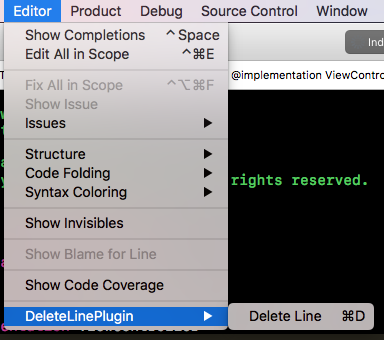 Editor Product Debug Source Control Window
Show Completions ^ Space
Edit All in Scope ^⌘E
Ind
@implementation ViewContro
Fix All in Scope ^⌥⌘F
Show Issue
Issues ▶
Structure ▶
Code Folding ▶
Syntax Coloring ▶
rights reserved.
Show Invisibles
Show Blame for Line
Show Code Coverage
DeleteLinePlugin ▶ Delete Line ⌘D